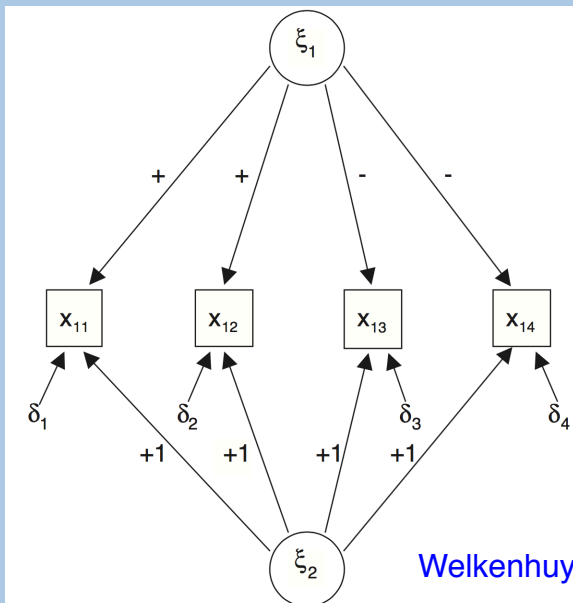 ξ₁
+ + - -
x₁₁ x₁₂ x₁₃ x₁₄
δ₁ δ₂ δ₃ δ₄
+1 +1 +1 +1
ξ₂
Welkenhuy